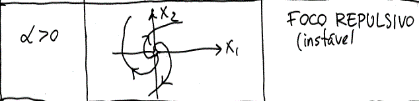 α>0
X₂
X₁
FOCO REPULSIVO
(instável